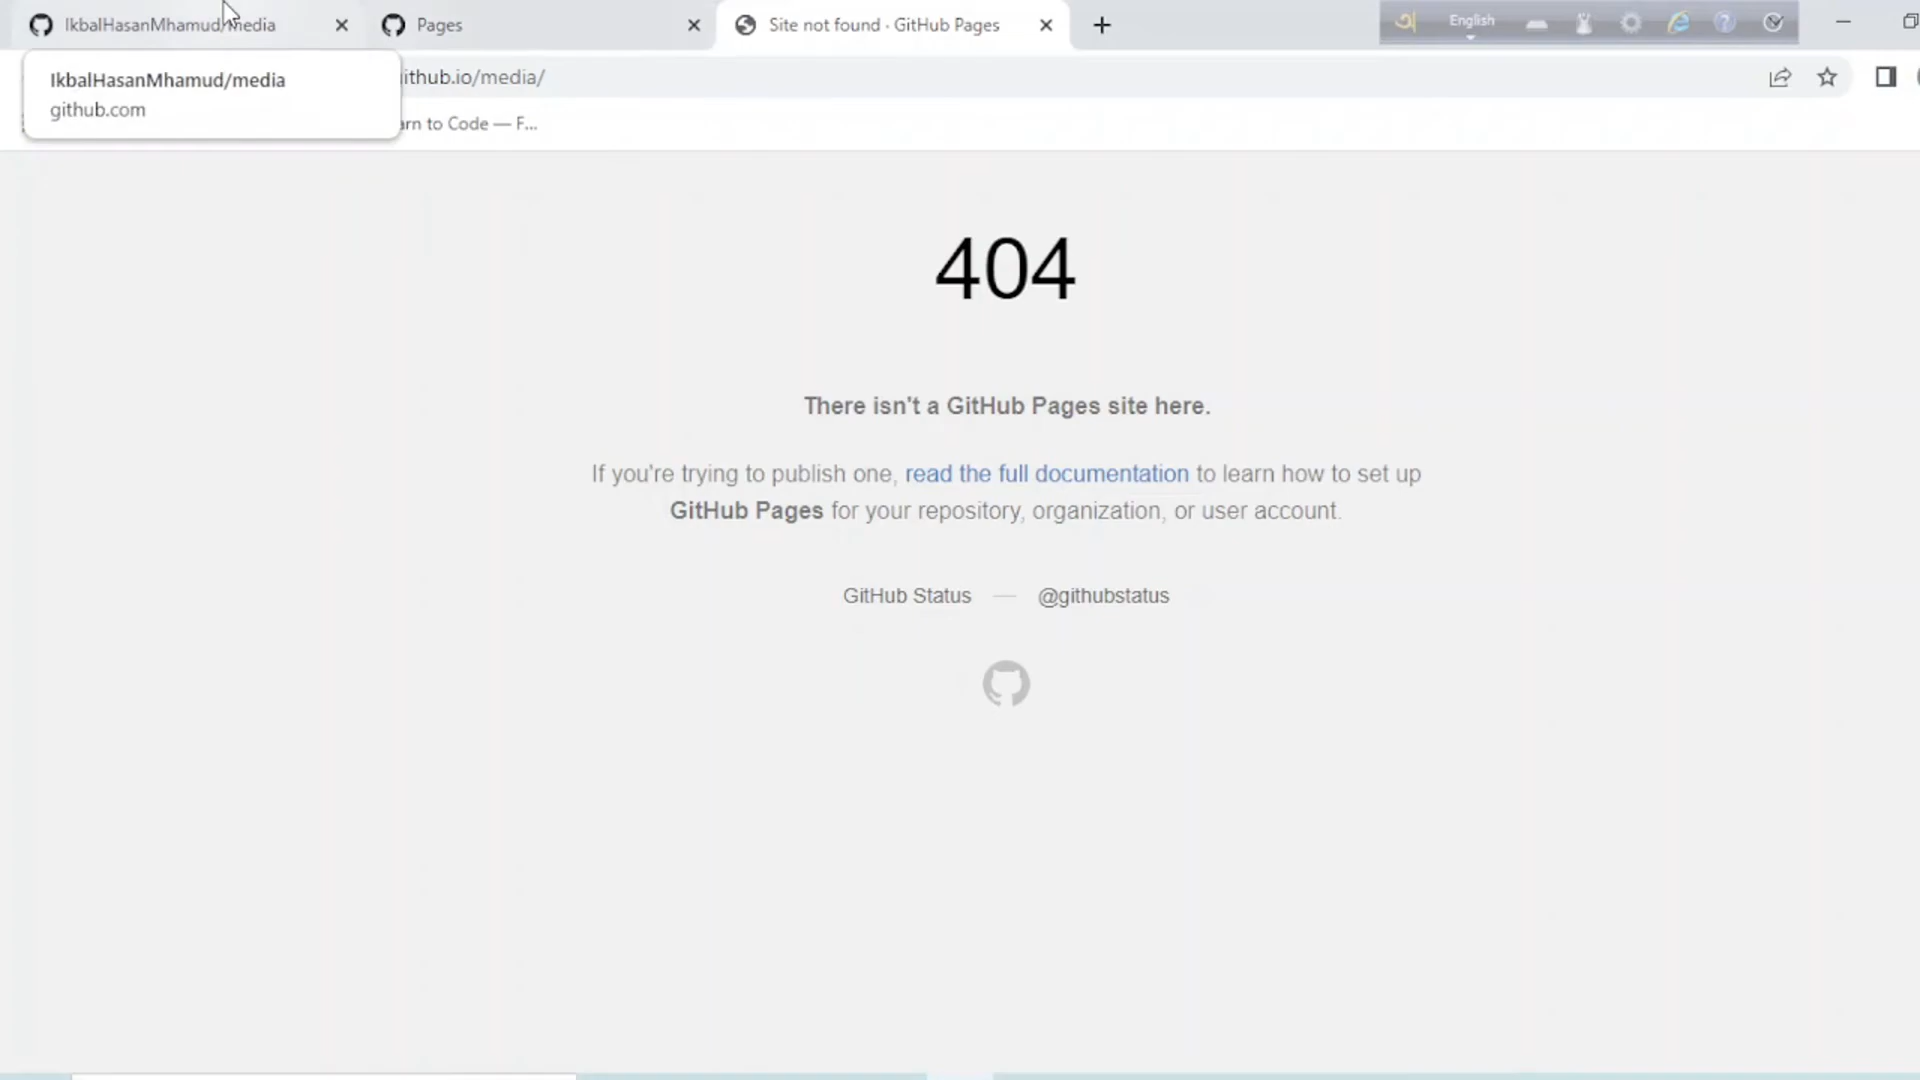 IkbalHasanMhamud/media
Pages
Site not found · GitHub Pages
অ
English
IkbalHasanMhamud/media
github.com
ithub.io/media/
arn to Code — F...
404
There isn't a GitHub Pages site here.
If you're trying to publish one, read the full documentation to learn how to set up
GitHub Pages for your repository, organization, or user account.
GitHub Status — @githubstatus